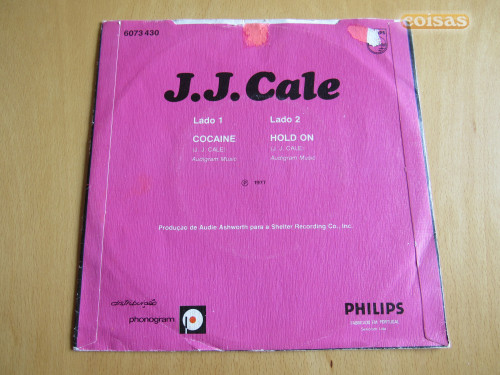 coisas
6073 430
J.J.Cale
Lado 1
COCAINE
(J. J. CALE)
Audigram Music
Lado 2
HOLD ON
(J. J. CALE)
Audigram Music
Ⓟ 1977
Produçao de Audie Ashworth para a Shelter Recording Co., Inc.
phonogram
PHILIPS